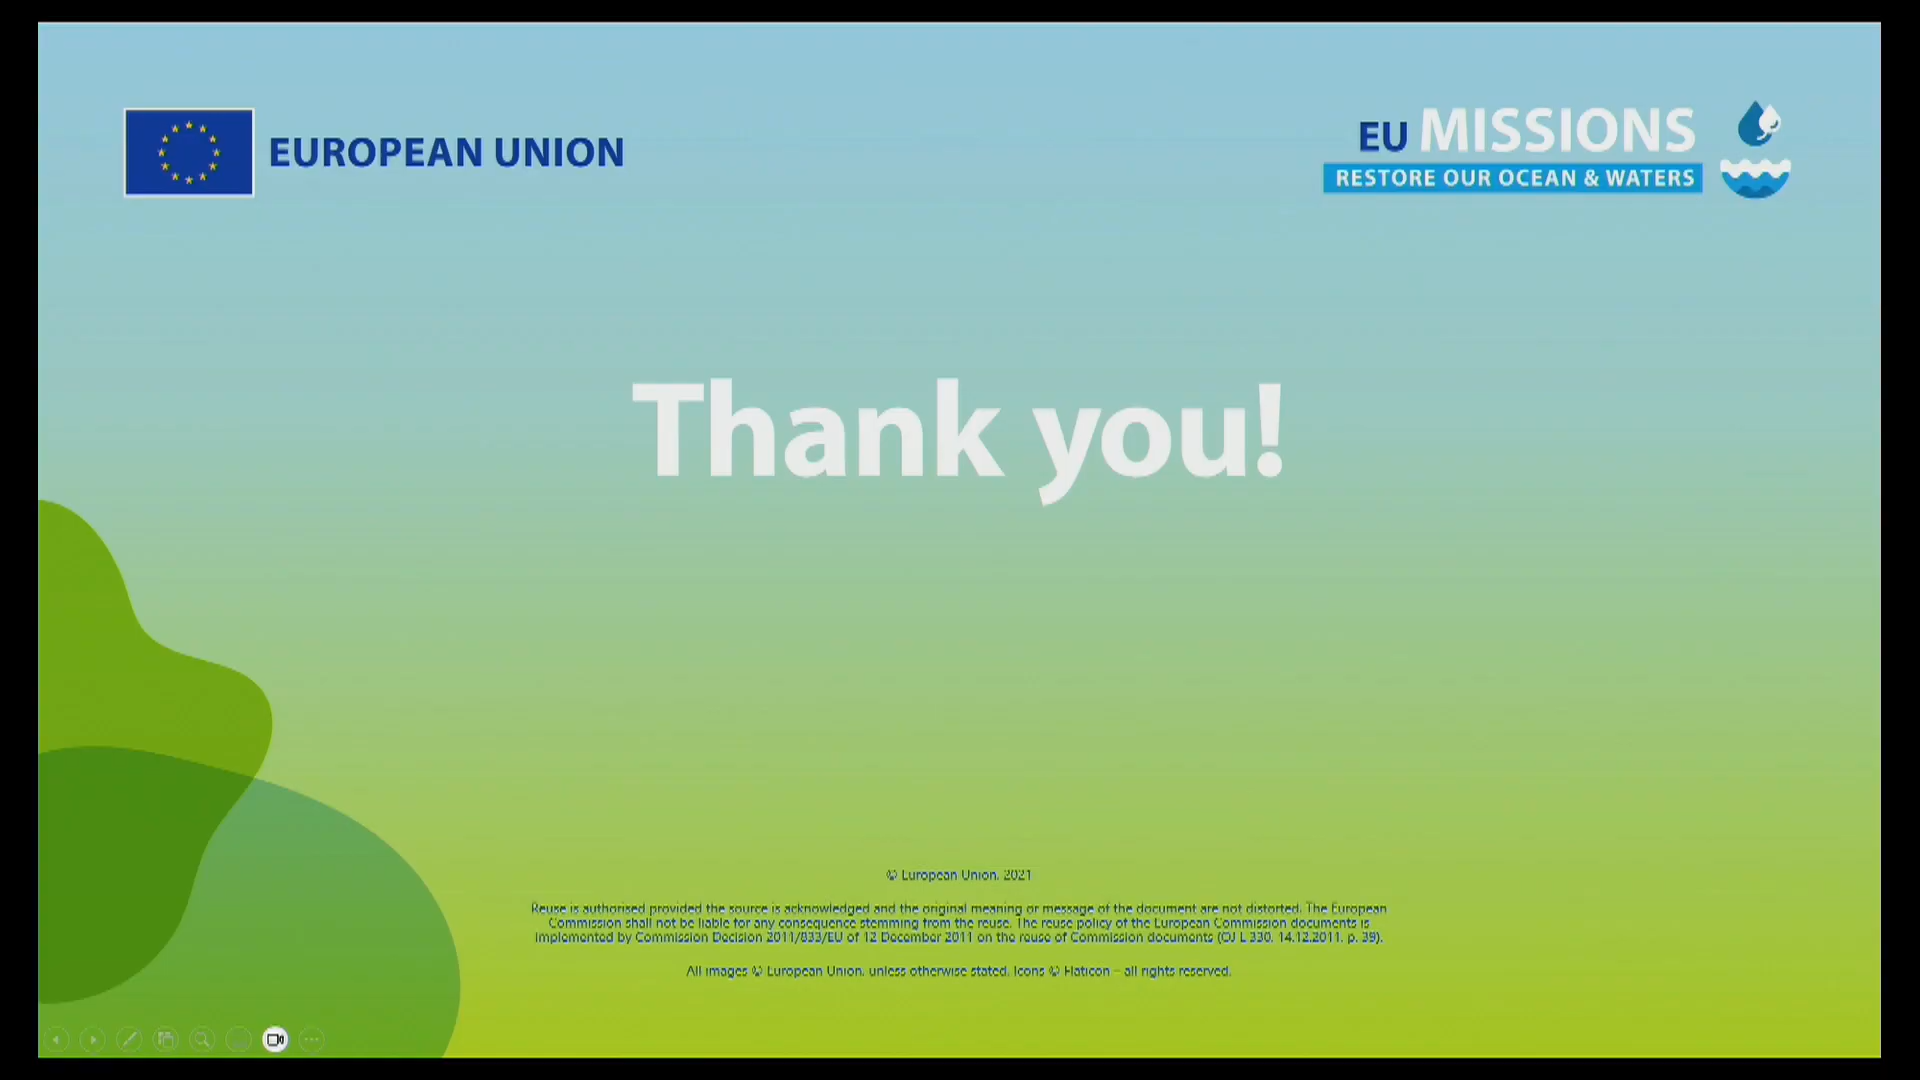 EUROPEAN UNION
EU MISSIONS
RESTORE OUR OCEAN & WATERS
Thank you!
© European Union, 2021
Reuse is authorised provided the source is acknowledged and the original meaning or message of the document are not distorted. The European
Commission shall not be liable for any consequence stemming from the reuse. The reuse policy of the European Commission documents is
implemented by Commission Decision 2011/833/EU of 12 December 2011 on the reuse of Commission documents (OJ L 330, 14.12.2011, p. 39).
All images © European Union, unless otherwise stated. Icons © Flaticon – all rights reserved.